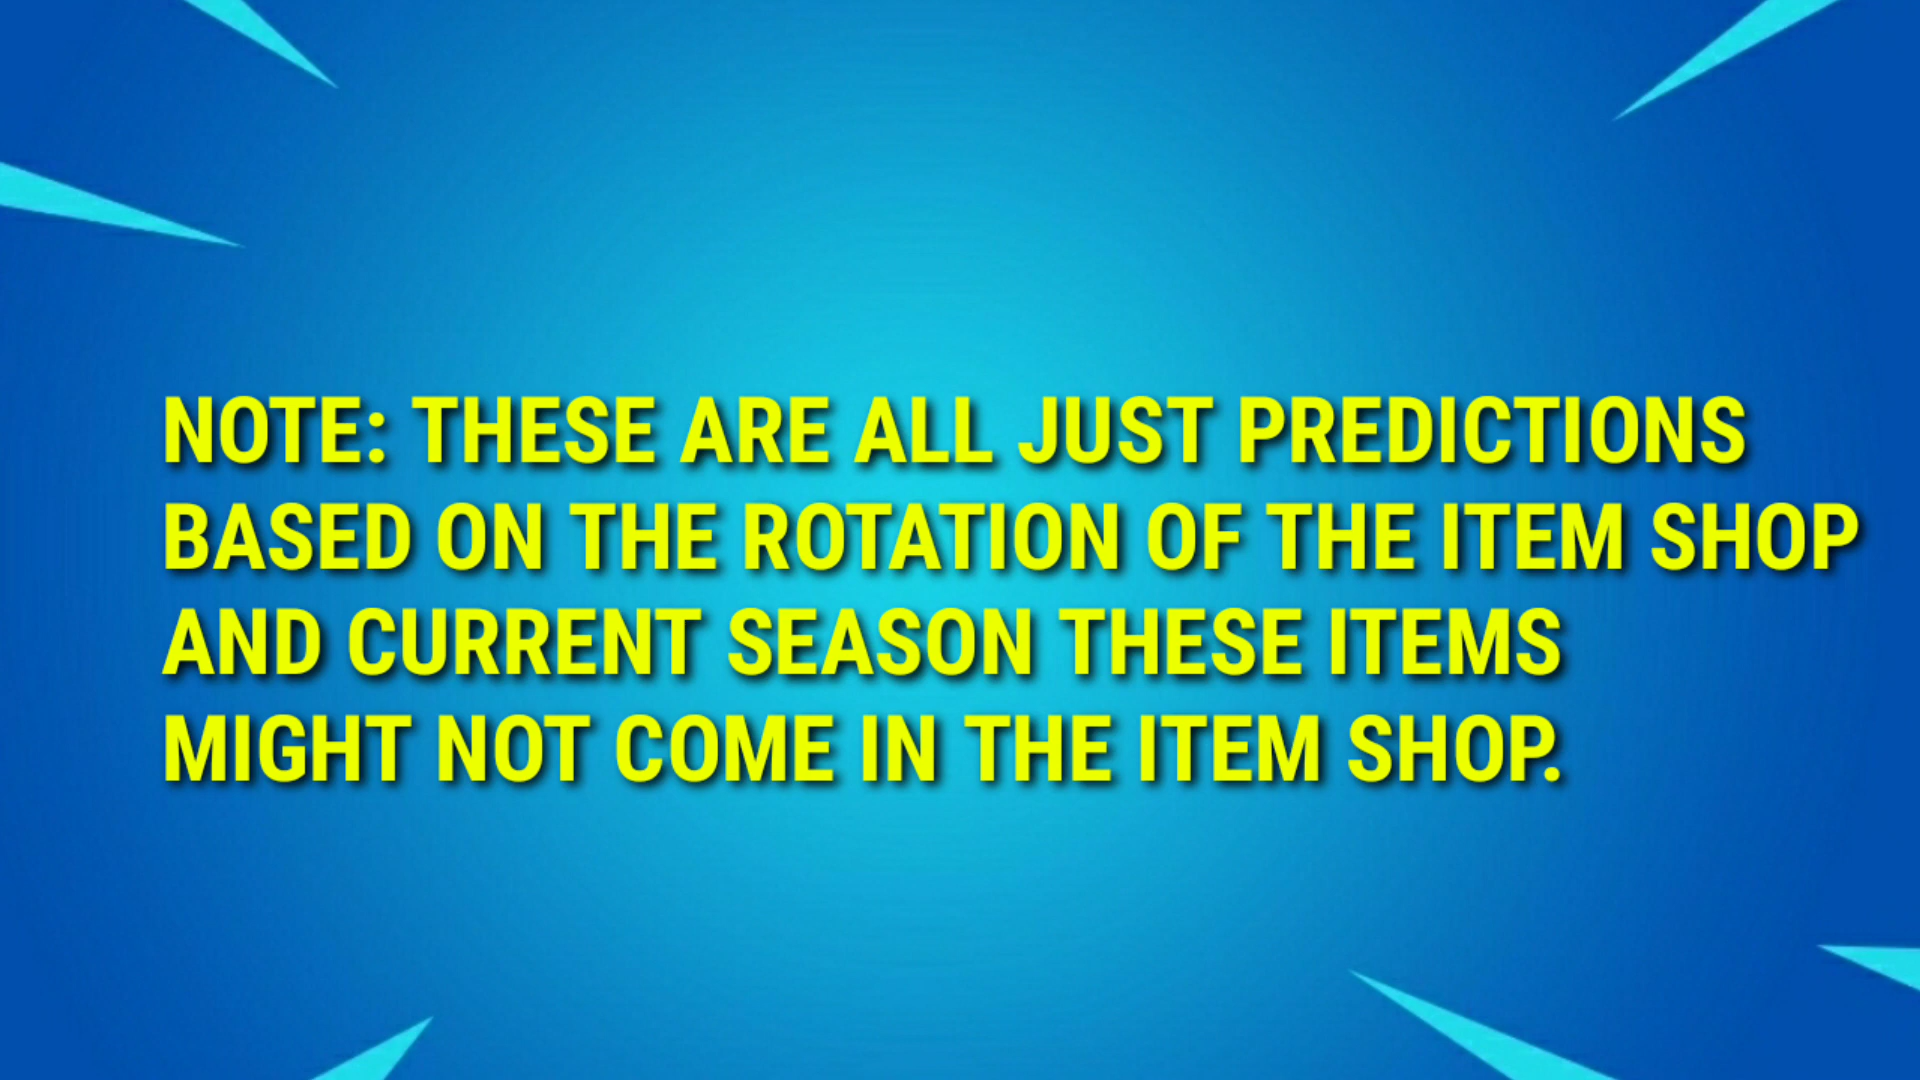 NOTE: THESE ARE ALL JUST PREDICTIONS
BASED ON THE ROTATION OF THE ITEM SHOP
AND CURRENT SEASON THESE ITEMS
MIGHT NOT COME IN THE ITEM SHOP.